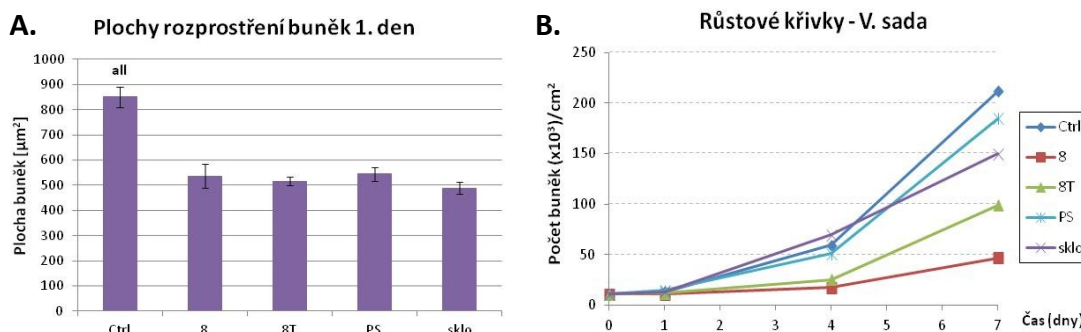 A.
Plochy rozprostření buněk 1. den
Plocha buněk [µm²]
1000
900
800
700
600
500
400
300
200
100
0
all
Ctrl 8 8T PS sklo
B.
Růstové křivky - V. sada
Počet buněk (x10³)/cm²
250
200
150
100
50
0
0 1 2 3 4 5 6 7
Čas (dny)
Ctrl
8
8T
PS
sklo